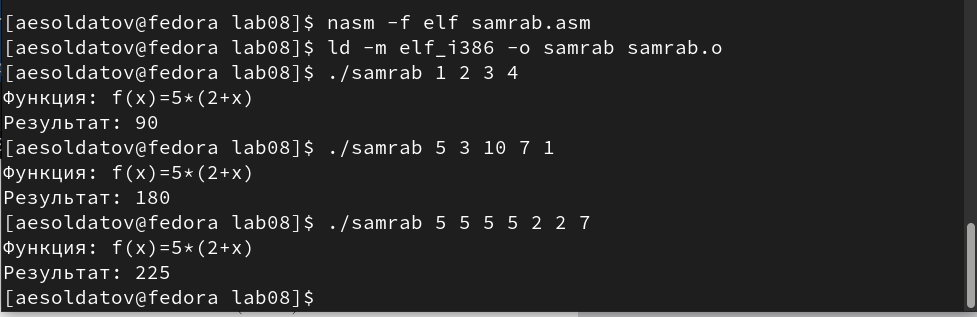 [aesoldatov@fedora lab08]$ nasm -f elf samrab.asm
[aesoldatov@fedora lab08]$ ld -m elf_i386 -o samrab samrab.o
[aesoldatov@fedora lab08]$ ./samrab 1 2 3 4
Функция: f(x)=5*(2+x)
Результат: 90
[aesoldatov@fedora lab08]$ ./samrab 5 3 10 7 1
Функция: f(x)=5*(2+x)
Результат: 180
[aesoldatov@fedora lab08]$ ./samrab 5 5 5 5 2 2 7
Функция: f(x)=5*(2+x)
Результат: 225
[aesoldatov@fedora lab08]$